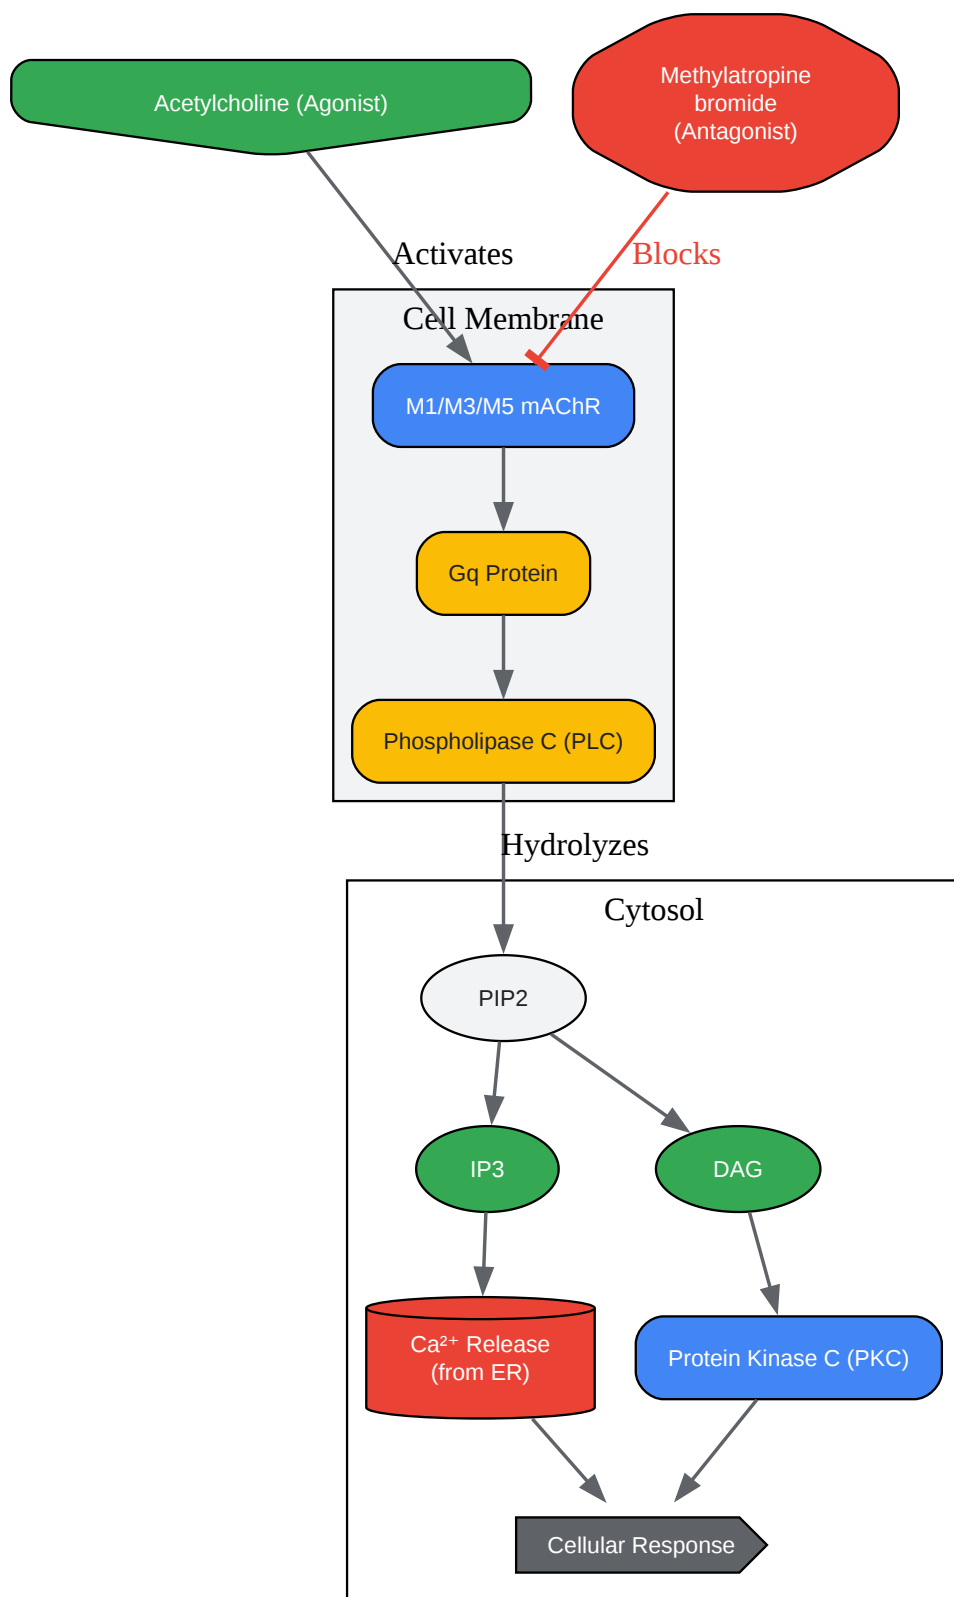 Acetylcholine (Agonist)
Methylatropine
bromide
(Antagonist)
Activates
Blocks
Cell Membrane
M1/M3/M5 mAChR
Gq Protein
Phospholipase C (PLC)
Hydrolyzes
Cytosol
PIP2
IP3
DAG
Ca²⁺ Release
(from ER)
Protein Kinase C (PKC)
Cellular Response